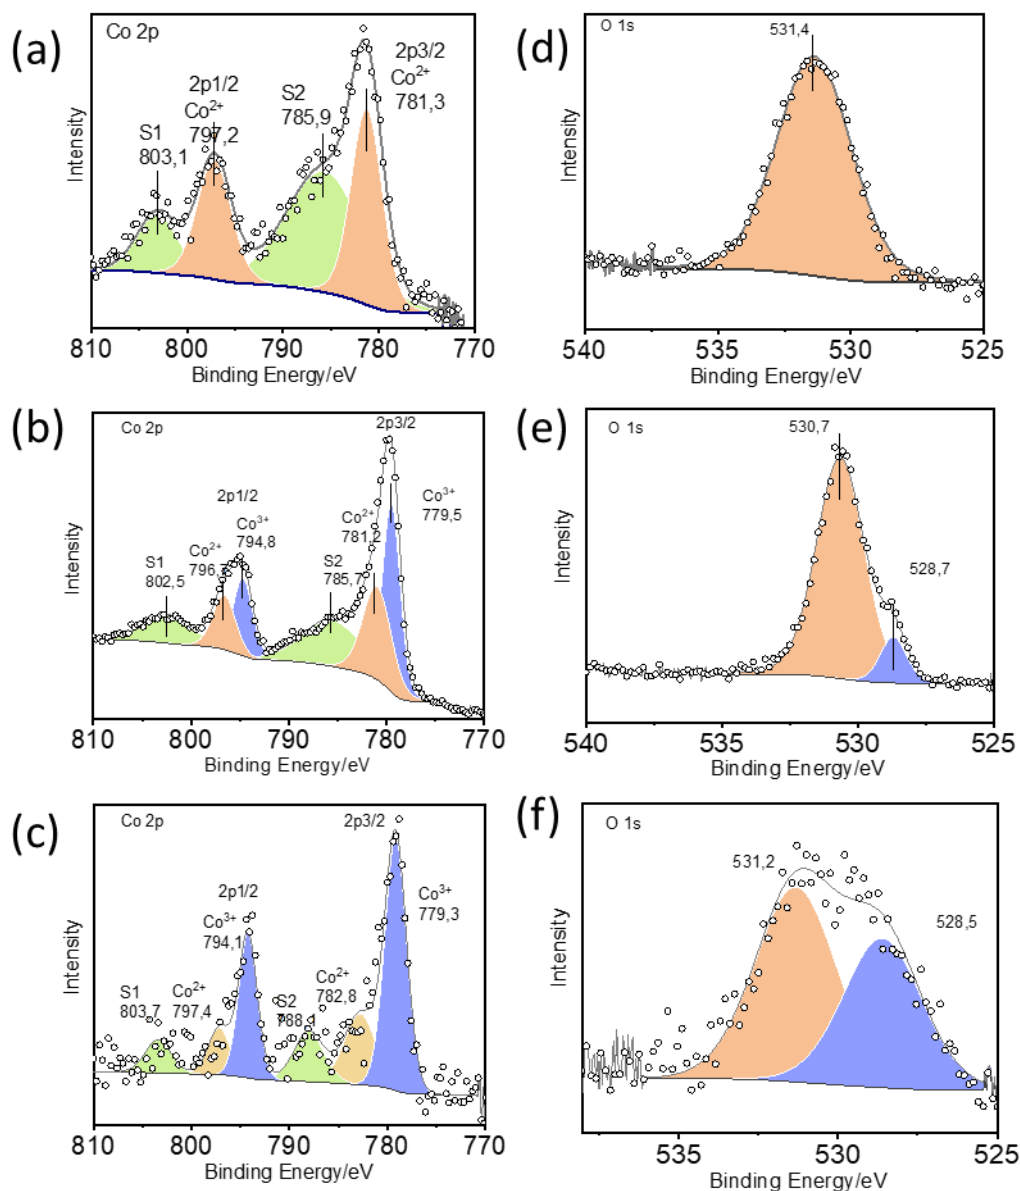 (a)
Co 2p
2p3/2
Co²⁺
781,3
2p1/2
Co²⁺
797,2
S2
785,9
S1
803,1
Intensity
810
800
790
780
770
Binding Energy/eV
(d)
O 1s
531,4
Intensity
540
535
530
525
Binding Energy/eV
(b)
Co 2p
2p3/2
Co³⁺
779,5
2p1/2
Co³⁺
794,8
Co²⁺
781,2
Co²⁺
S1
802,5
S2
785,7
Intensity
810
800
790
780
770
Binding Energy/eV
(e)
O 1s
530,7
528,7
Intensity
540
535
530
525
Binding Energy/eV
(c)
Co 2p
2p3/2
Co³⁺
779,3
2p1/2
Co³⁺
794,1
S1
803,7
Co²⁺
797,4
S2
788,1
Co²⁺
782,8
Intensity
810
800
790
780
770
Binding Energy/eV
(f)
O 1s
531,2
528,5
Intensity
535
530
525
Binding Energy/eV